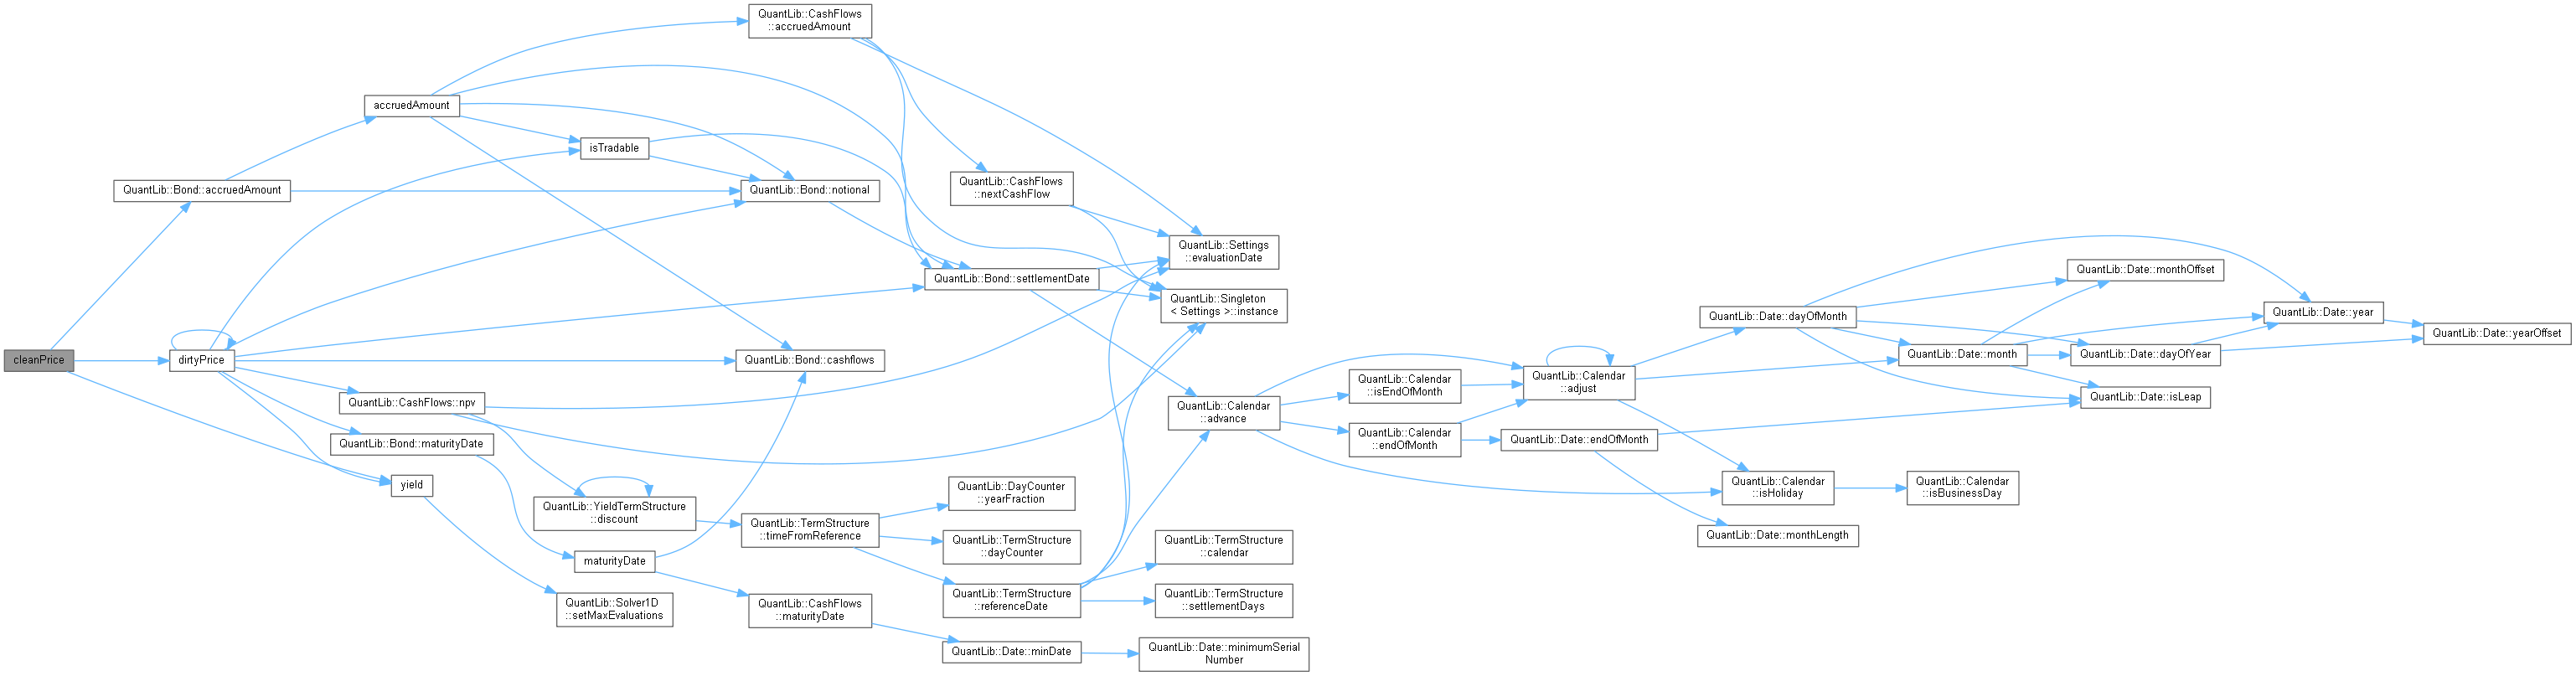 cleanPrice
QuantLib::Bond::accruedAmount
dirtyPrice
accruedAmount
QuantLib::CashFlows::npv
QuantLib::Bond::maturityDate
yield
QuantLib::CashFlows
::accruedAmount
isTradable
QuantLib::Bond::notional
QuantLib::Bond::cashflows
QuantLib::YieldTermStructure
::discount
maturityDate
QuantLib::Solver1D
::setMaxEvaluations
QuantLib::TermStructure
::timeFromReference
QuantLib::CashFlows
::maturityDate
QuantLib::CashFlows
::nextCashFlow
QuantLib::Bond::settlementDate
QuantLib::DayCounter
::yearFraction
QuantLib::TermStructure
::dayCounter
QuantLib::TermStructure
::referenceDate
QuantLib::Date::minDate
QuantLib::Settings
::evaluationDate
QuantLib::Singleton
< Settings >::instance
QuantLib::Calendar
::advance
QuantLib::TermStructure
::calendar
QuantLib::TermStructure
::settlementDays
QuantLib::Date::minimumSerial
Number
QuantLib::Calendar
::isEndOfMonth
QuantLib::Calendar
::endOfMonth
QuantLib::Calendar
::adjust
QuantLib::Date::endOfMonth
QuantLib::Date::dayOfMonth
QuantLib::Calendar
::isHoliday
QuantLib::Date::monthLength
QuantLib::Date::month
QuantLib::Calendar
::isBusinessDay
QuantLib::Date::monthOffset
QuantLib::Date::dayOfYear
QuantLib::Date::isLeap
QuantLib::Date::year
QuantLib::Date::yearOffset